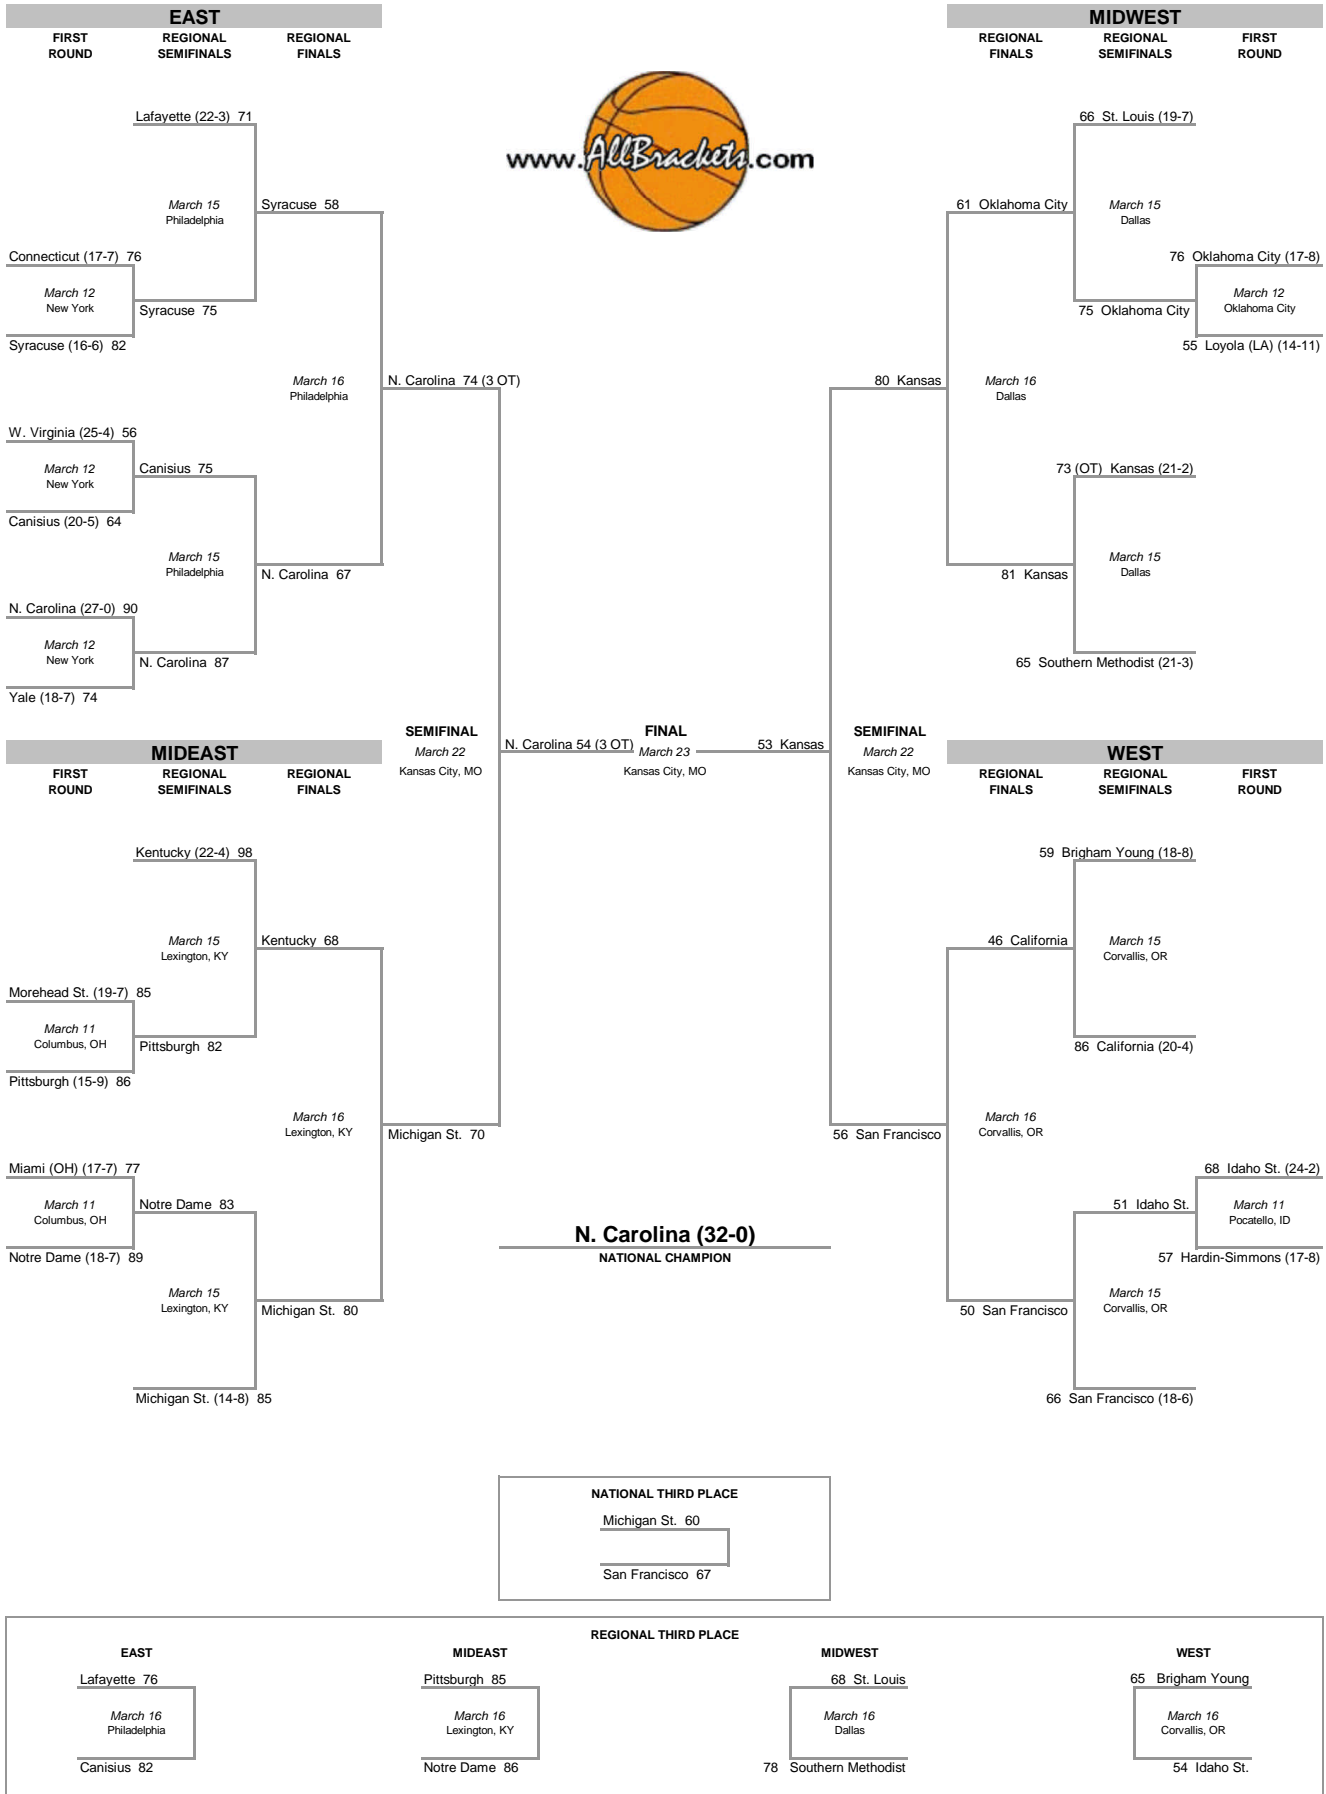 EAST
FIRST ROUND
REGIONAL SEMIFINALS
REGIONAL FINALS
Lafayette (22-3) 71
March 15
Philadelphia
Syracuse 58
Connecticut (17-7) 76
March 12
New York
Syracuse 75
Syracuse (16-6) 82
March 16
Philadelphia
N. Carolina 74 (3 OT)
W. Virginia (25-4) 56
March 12
New York
Canisius 75
Canisius (20-5) 64
March 15
Philadelphia
N. Carolina 67
N. Carolina (27-0) 90
March 12
New York
N. Carolina 87
Yale (18-7) 74
www.AllBrackets.com
MIDWEST
REGIONAL FINALS
REGIONAL SEMIFINALS
FIRST ROUND
66 St. Louis (19-7)
61 Oklahoma City
March 15
Dallas
76 Oklahoma City (17-8)
March 12
Oklahoma City
75 Oklahoma City
55 Loyola (LA) (14-11)
80 Kansas
March 16
Dallas
73 (OT) Kansas (21-2)
March 15
Dallas
81 Kansas
65 Southern Methodist (21-3)
SEMIFINAL
March 22
Kansas City, MO
N. Carolina 54 (3 OT)
FINAL
March 23
Kansas City, MO
53 Kansas
SEMIFINAL
March 22
Kansas City, MO
MIDEAST
FIRST ROUND
REGIONAL SEMIFINALS
REGIONAL FINALS
Kentucky (22-4) 98
March 15
Lexington, KY
Kentucky 68
Morehead St. (19-7) 85
March 11
Columbus, OH
Pittsburgh 82
Pittsburgh (15-9) 86
March 16
Lexington, KY
Michigan St. 70
Miami (OH) (17-7) 77
March 11
Columbus, OH
Notre Dame 83
Notre Dame (18-7) 89
March 15
Lexington, KY
Michigan St. 80
Michigan St. (14-8) 85
WEST
REGIONAL FINALS
REGIONAL SEMIFINALS
FIRST ROUND
59 Brigham Young (18-8)
46 California
March 15
Corvallis, OR
86 California (20-4)
56 San Francisco
March 16
Corvallis, OR
68 Idaho St. (24-2)
51 Idaho St.
March 11
Pocatello, ID
57 Hardin-Simmons (17-8)
March 15
Corvallis, OR
50 San Francisco
66 San Francisco (18-6)
N. Carolina (32-0)
NATIONAL CHAMPION
NATIONAL THIRD PLACE
Michigan St. 60
San Francisco 67
REGIONAL THIRD PLACE
EAST
Lafayette 76
March 16
Philadelphia
Canisius 82
MIDEAST
Pittsburgh 85
March 16
Lexington, KY
Notre Dame 86
MIDWEST
68 St. Louis
March 16
Dallas
78 Southern Methodist
WEST
65 Brigham Young
March 16
Corvallis, OR
54 Idaho St.